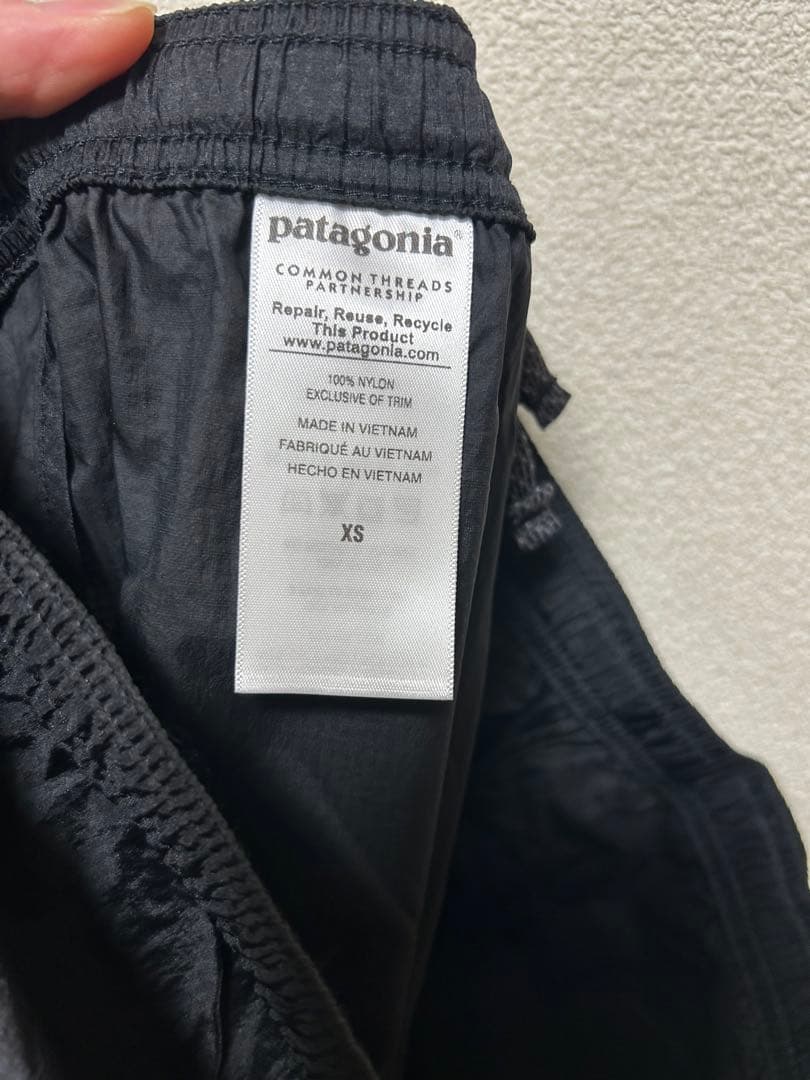 patagonia®
COMMON THREADS
PARTNERSHIP
Repair, Reuse, Recycle
This Product
www.patagonia.com
100% NYLON
EXCLUSIVE OF TRIM
MADE IN VIETNAM
FABRIQUÉ AU VIETNAM
HECHO EN VIETNAM
XS